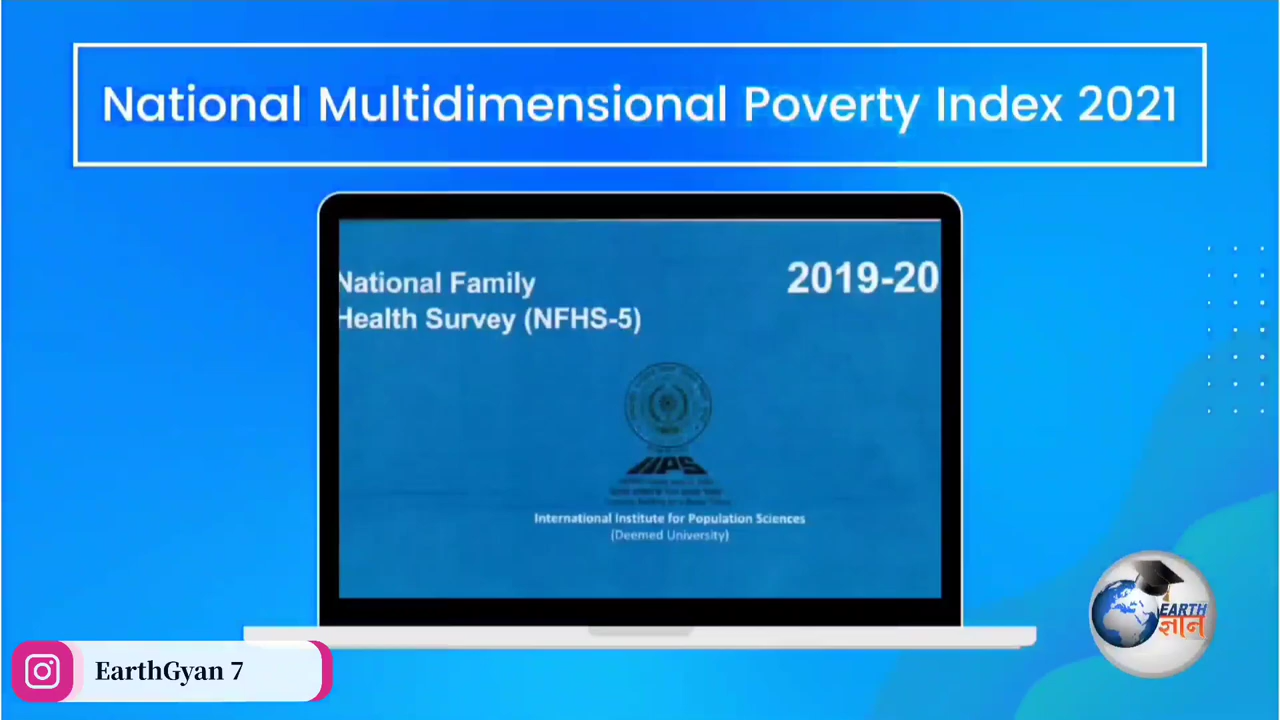 National Multidimensional Poverty Index 2021
National Family
Health Survey (NFHS-5)
2019-20
IIPS
International Institute for Population Sciences
(Deemed University)
EARTH
ज्ञान
EarthGyan 7